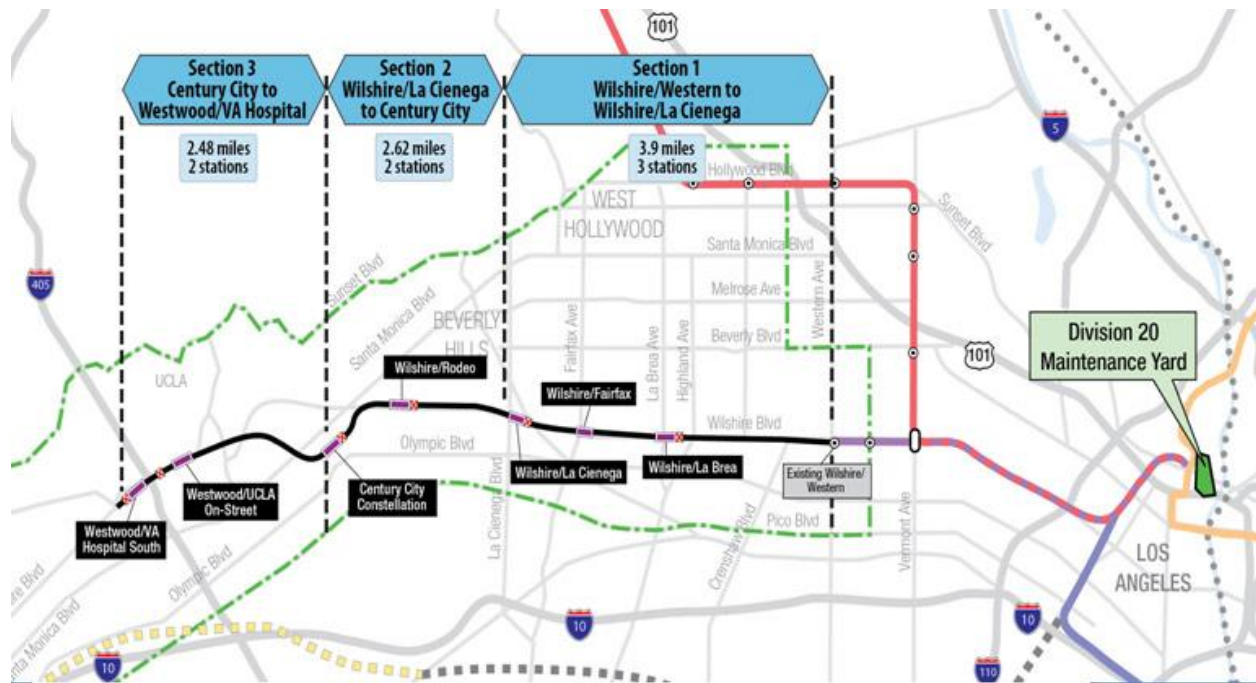 101
Section 3
Century City to
Westwood/VA Hospital
Section 2
Wilshire/La Cienega
to Century City
Section 1
Wilshire/Western to
Wilshire/La Cienega
5
2.48 miles
2 stations
2.62 miles
2 stations
3.9 miles
3 stations
Hollywood Blvd
WEST
HOLLYWOOD
Sunset Blvd
Santa Monica Blvd
405
Sunset Blvd
Melrose Ave
Western Ave
Santa Monica Blvd
BEVERLY
HILLS
Fairfax Ave
La Brea Ave
Highland Ave
Beverly Blvd
101
Division 20
Maintenance Yard
UCLA
Wilshire/Rodeo
Wilshire/Fairfax
Wilshire Blvd
Olympic Blvd
Wilshire/La Cienega
Wilshire/La Brea
Existing Wilshire/
Western
Westwood/UCLA
On-Street
Century City
Constellation
Westwood/VA
Hospital South
La Cienega Blvd
Crenshaw Blvd
Pico Blvd
Vermont Ave
LOS
ANGELES
Olympic Blvd
Blvd
Monica Blvd
10
10
10
110